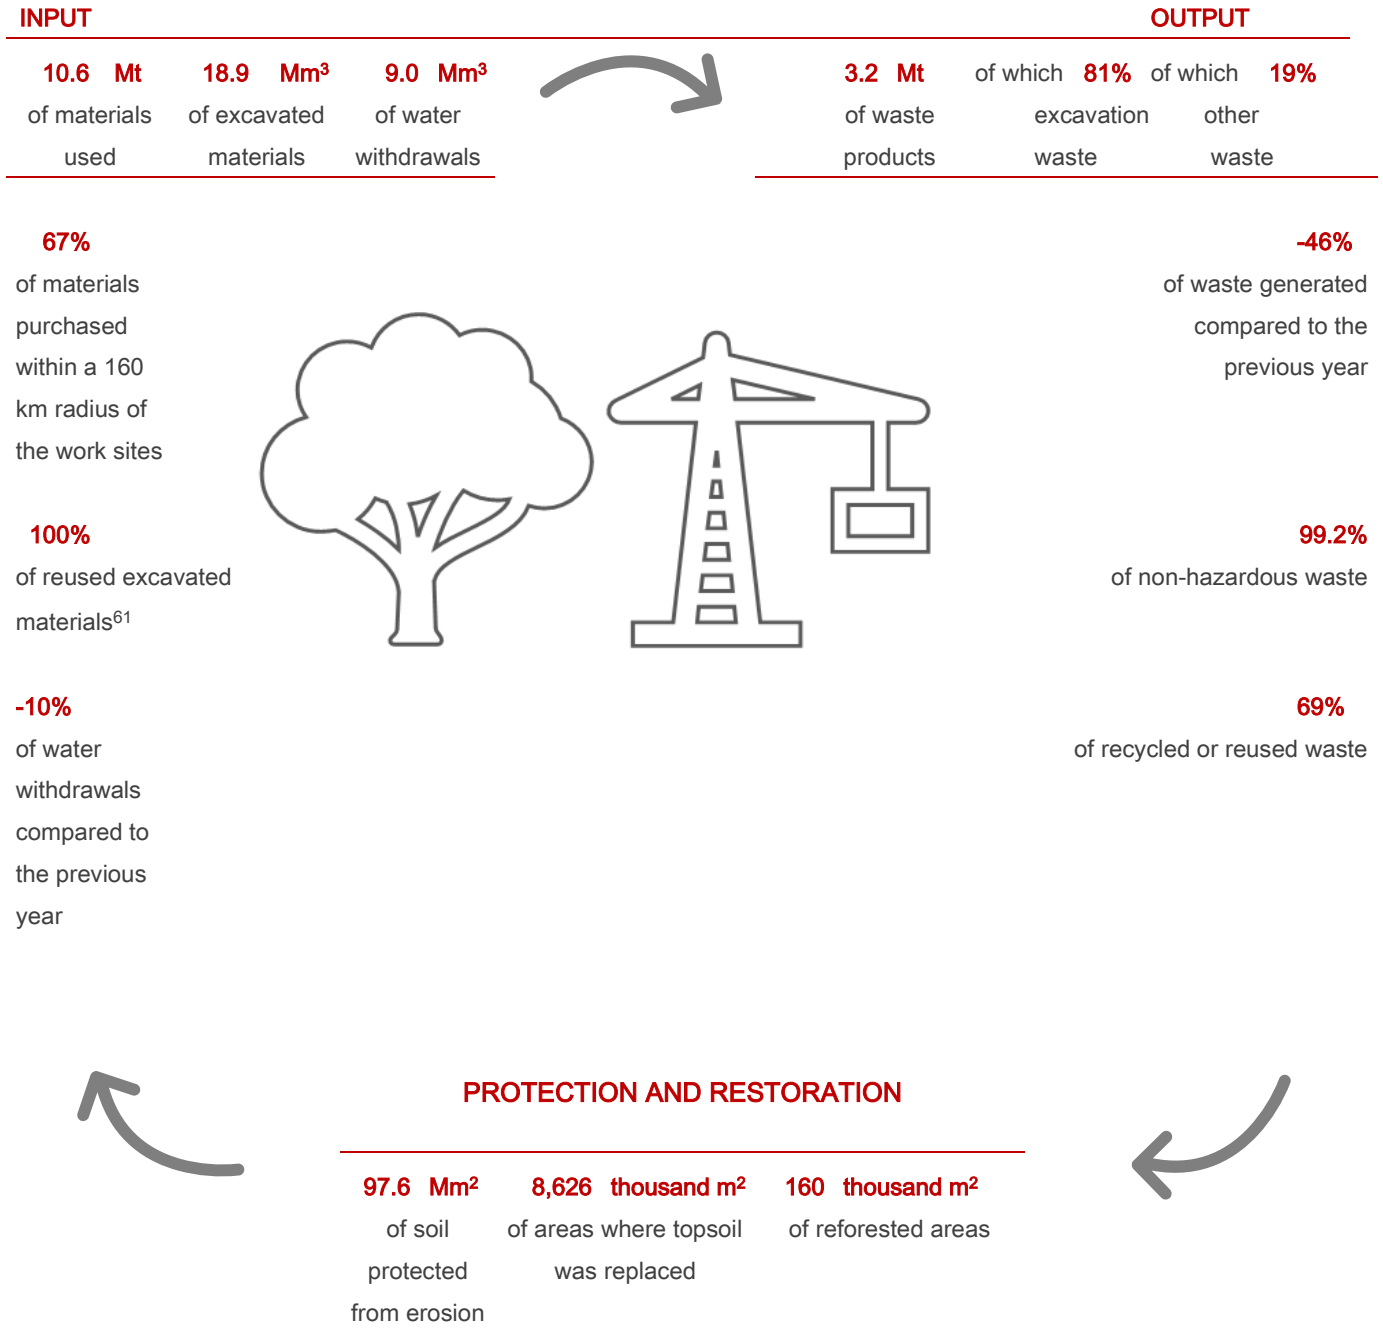 INPUT
OUTPUT
10.6 Mt
of materials
used
18.9 Mm³
of excavated
materials
9.0 Mm³
of water
withdrawals
3.2 Mt
of waste
products
of which 81%
excavation
waste
of which 19%
other
waste
67%
of materials
purchased
within a 160
km radius of
the work sites
100%
of reused excavated
materials⁶¹
-10%
of water
withdrawals
compared to
the previous
year
-46%
of waste generated
compared to the
previous year
99.2%
of non-hazardous waste
69%
of recycled or reused waste
PROTECTION AND RESTORATION
97.6 Mm²
of soil
protected
from erosion
8,626 thousand m²
of areas where topsoil
was replaced
160 thousand m²
of reforested areas